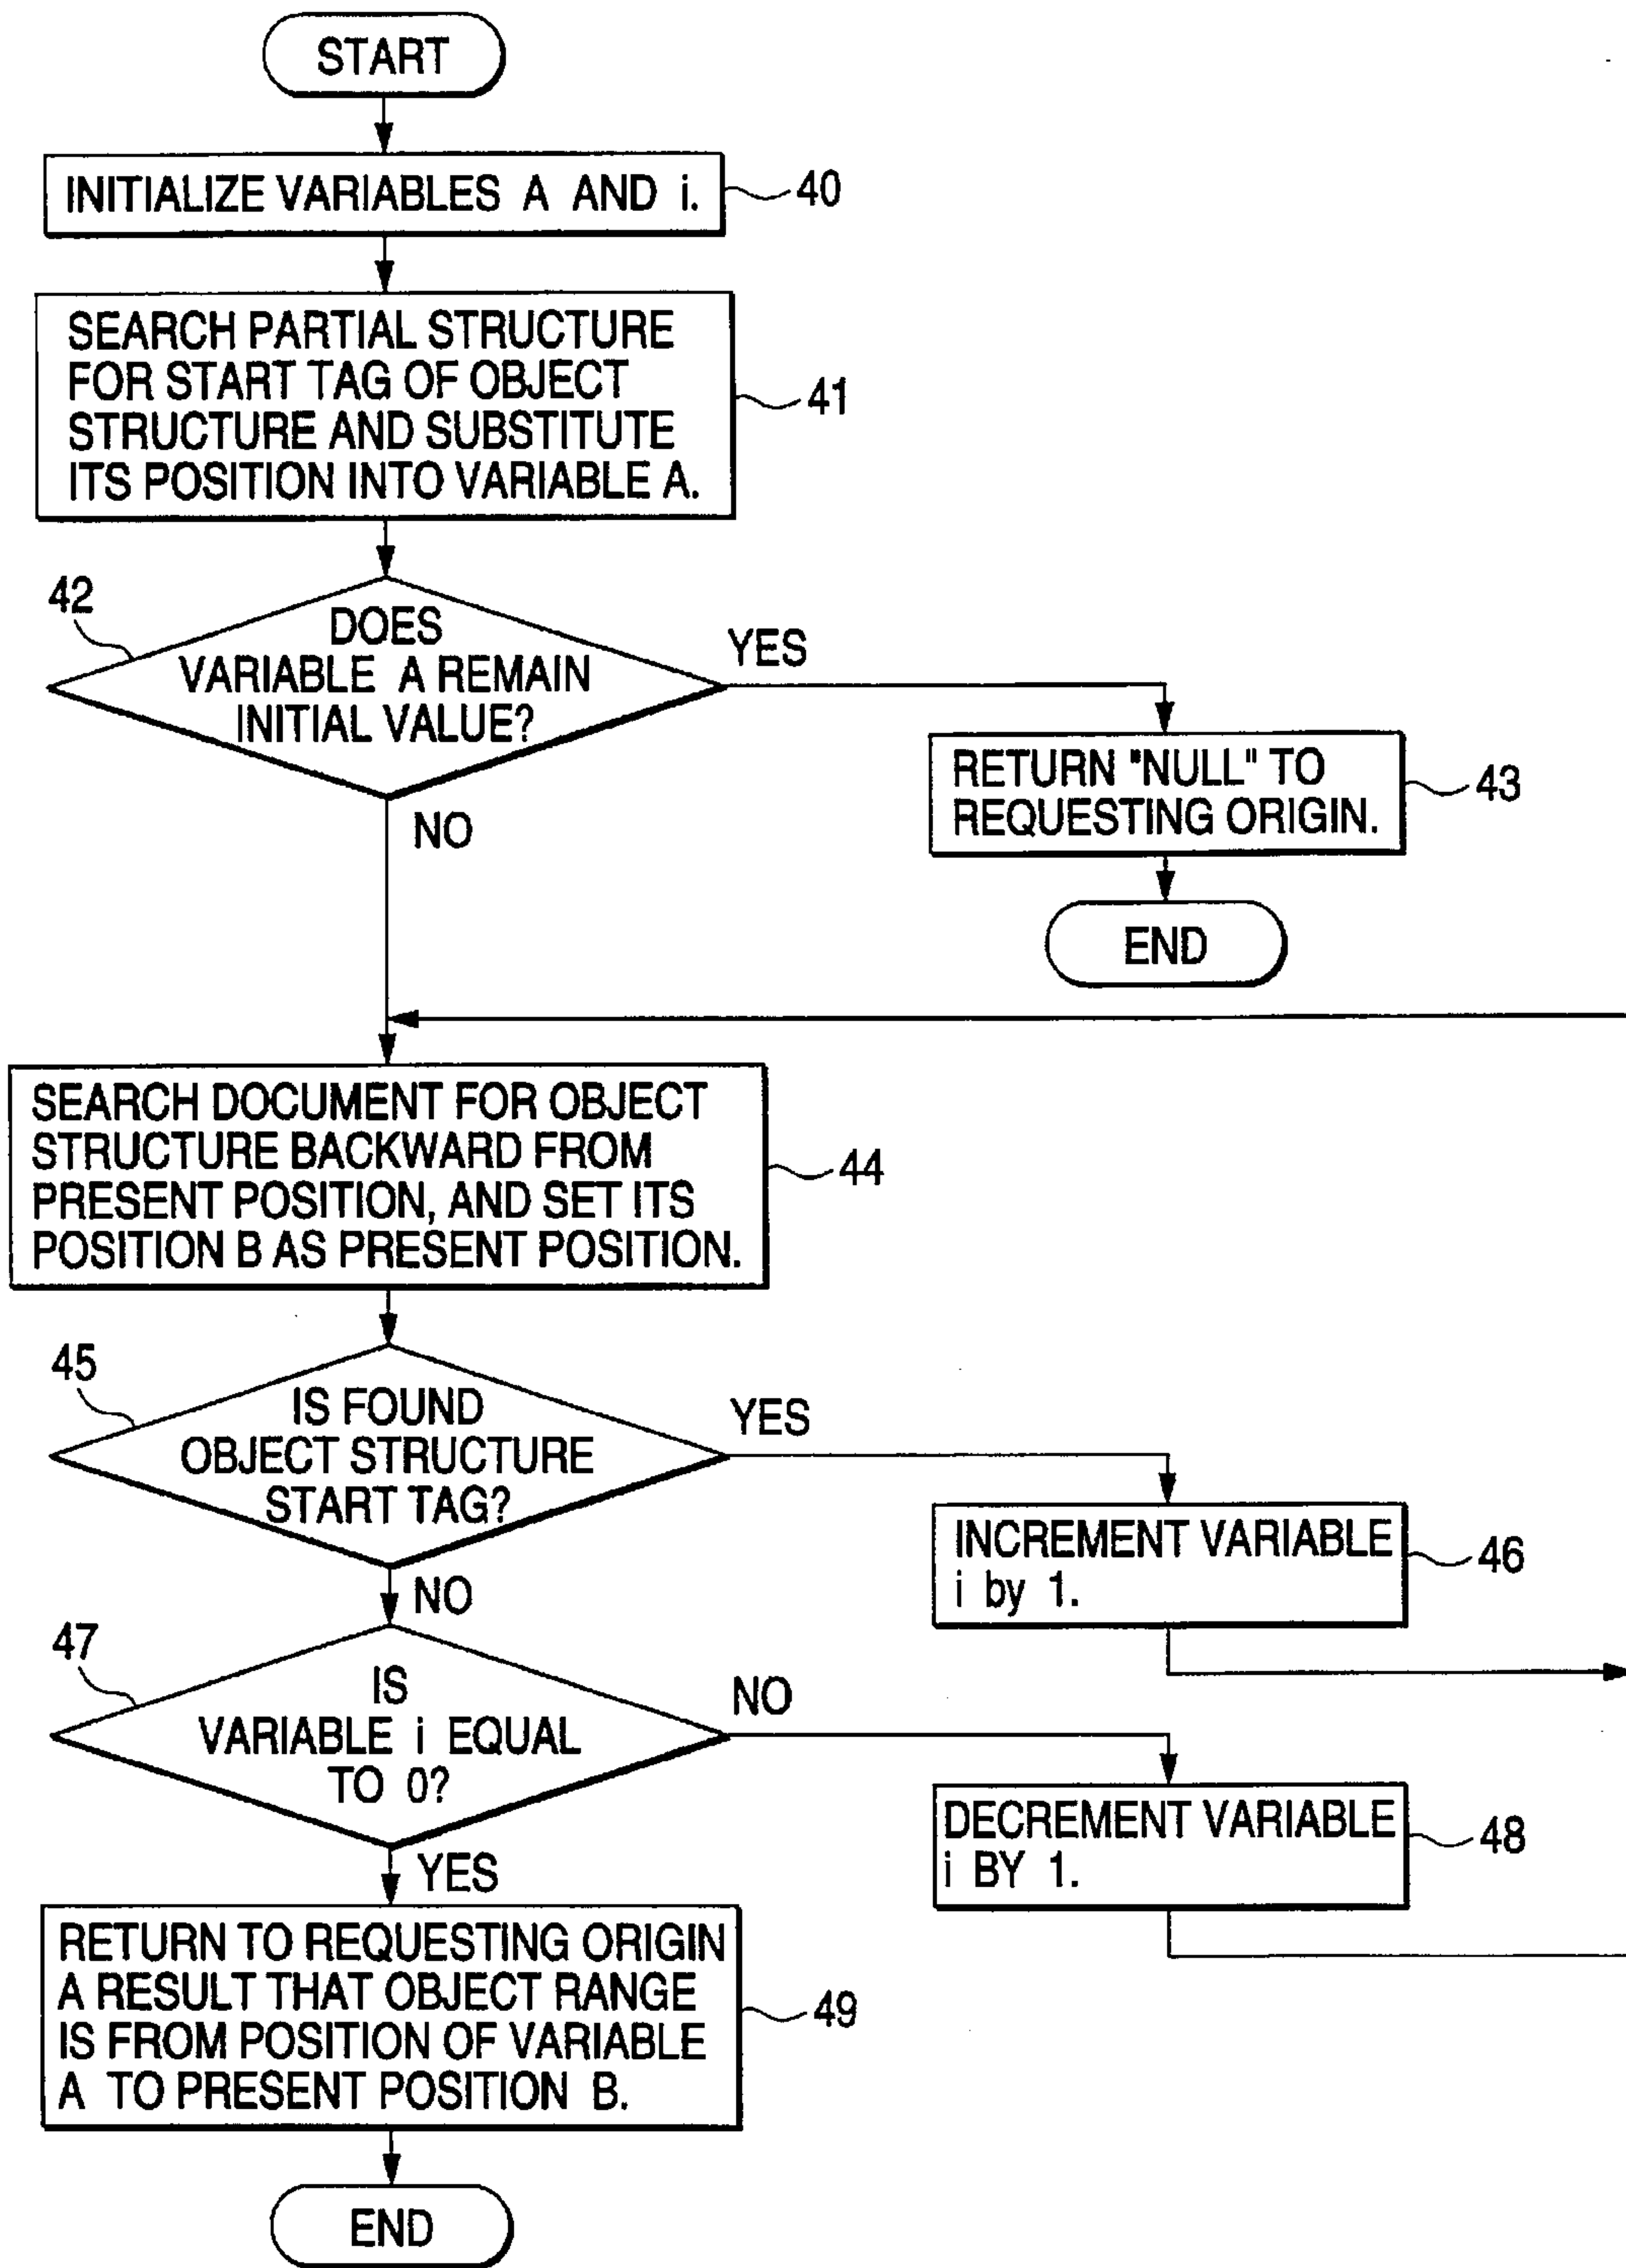 START
INITIALIZE VARIABLES A AND i.
40
SEARCH PARTIAL STRUCTURE
FOR START TAG OF OBJECT
STRUCTURE AND SUBSTITUTE
ITS POSITION INTO VARIABLE A.
41
42
DOES
VARIABLE A REMAIN
INITIAL VALUE?
YES
NO
RETURN "NULL" TO
REQUESTING ORIGIN.
43
END
SEARCH DOCUMENT FOR OBJECT
STRUCTURE BACKWARD FROM
PRESENT POSITION, AND SET ITS
POSITION B AS PRESENT POSITION.
44
45
IS FOUND
OBJECT STRUCTURE
START TAG?
YES
NO
INCREMENT VARIABLE
i by 1.
46
47
IS
VARIABLE i EQUAL
TO 0?
NO
YES
DECREMENT VARIABLE
i BY 1.
48
RETURN TO REQUESTING ORIGIN
A RESULT THAT OBJECT RANGE
IS FROM POSITION OF VARIABLE
A TO PRESENT POSITION B.
49
END